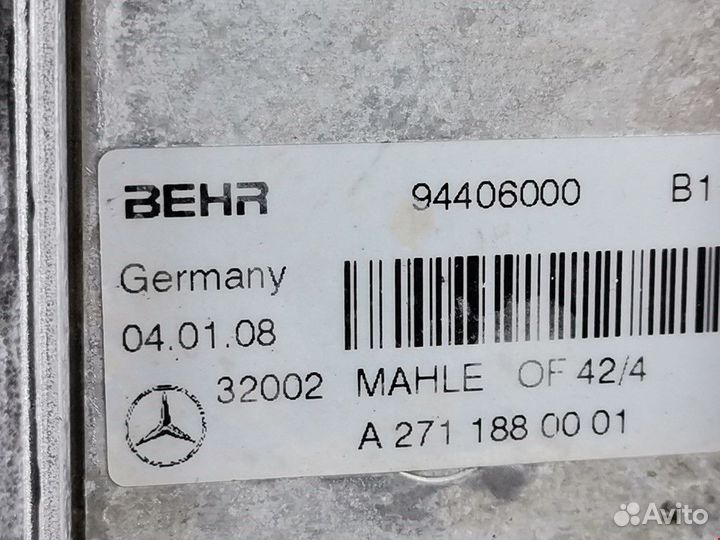 BEHR 94406000 B1
Germany
04.01.08
32002 MAHLE OF 42/4
A 271 188 00 01
Avito